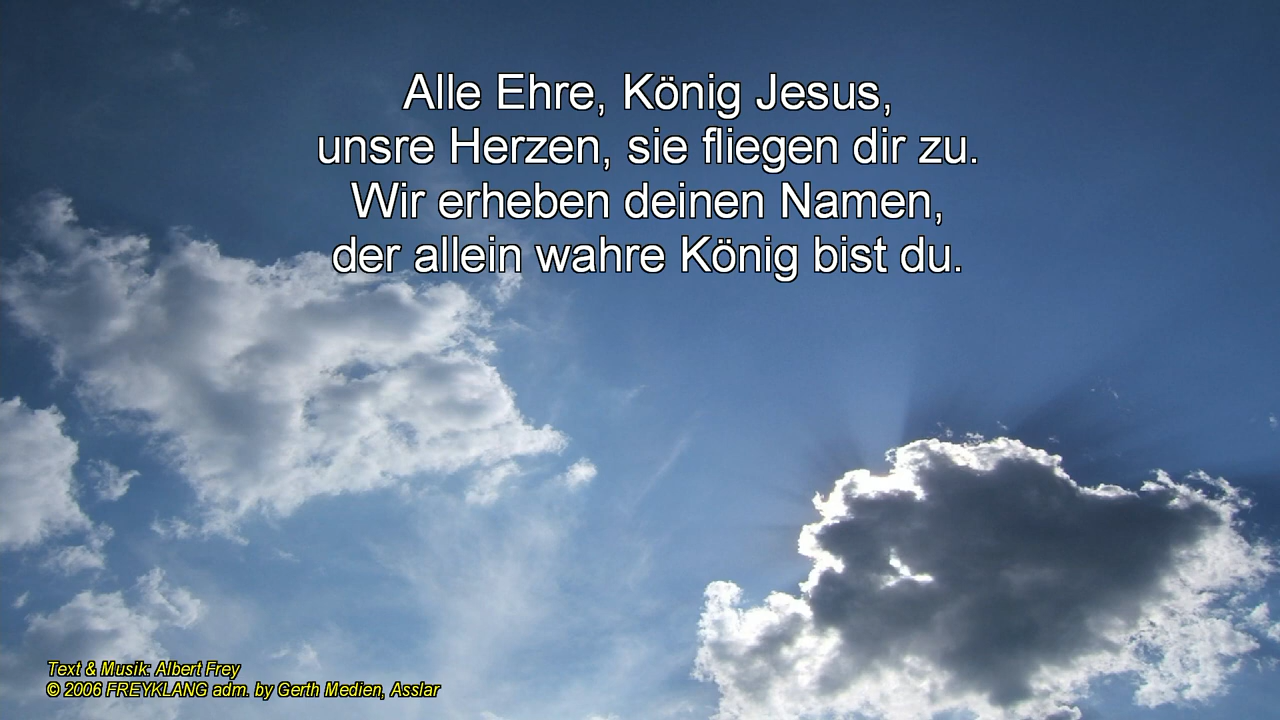 Alle Ehre, König Jesus,
unsre Herzen, sie fliegen dir zu.
Wir erheben deinen Namen,
der allein wahre König bist du.
Text & Musik: Albert Frey
© 2006 FREYKLANG adm. by Gerth Medien, Asslar